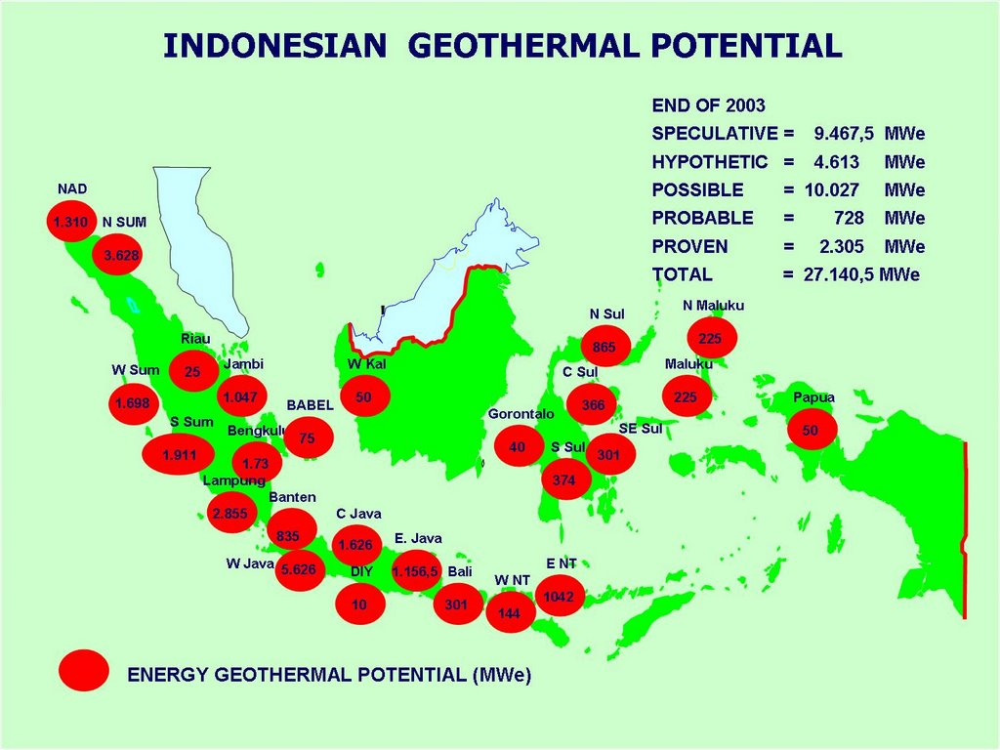 INDONESIAN GEOTHERMAL POTENTIAL
END OF 2003
SPECULATIVE = 9.467,5 MWe
HYPOTHETIC = 4.613 MWe
POSSIBLE = 10.027 MWe
PROBABLE = 728 MWe
PROVEN = 2.305 MWe
TOTAL = 27.140,5 MWe
NAD
1.310
N SUM
3.628
Riau
25
W Sum
1.698
Jambi
1.047
S Sum
1.911
Bengkulu
1.73
BABEL
75
Lampung
2.855
Banten
835
W Java
5.626
C Java
1.626
DIY
10
E. Java
1.156,5
Bali
301
W NT
144
E NT
1042
W Kal
50
N Sul
865
C Sul
366
Gorontalo
40
S Sul
374
SE Sul
301
N Maluku
225
Maluku
225
Papua
50
ENERGY GEOTHERMAL POTENTIAL (MWe)